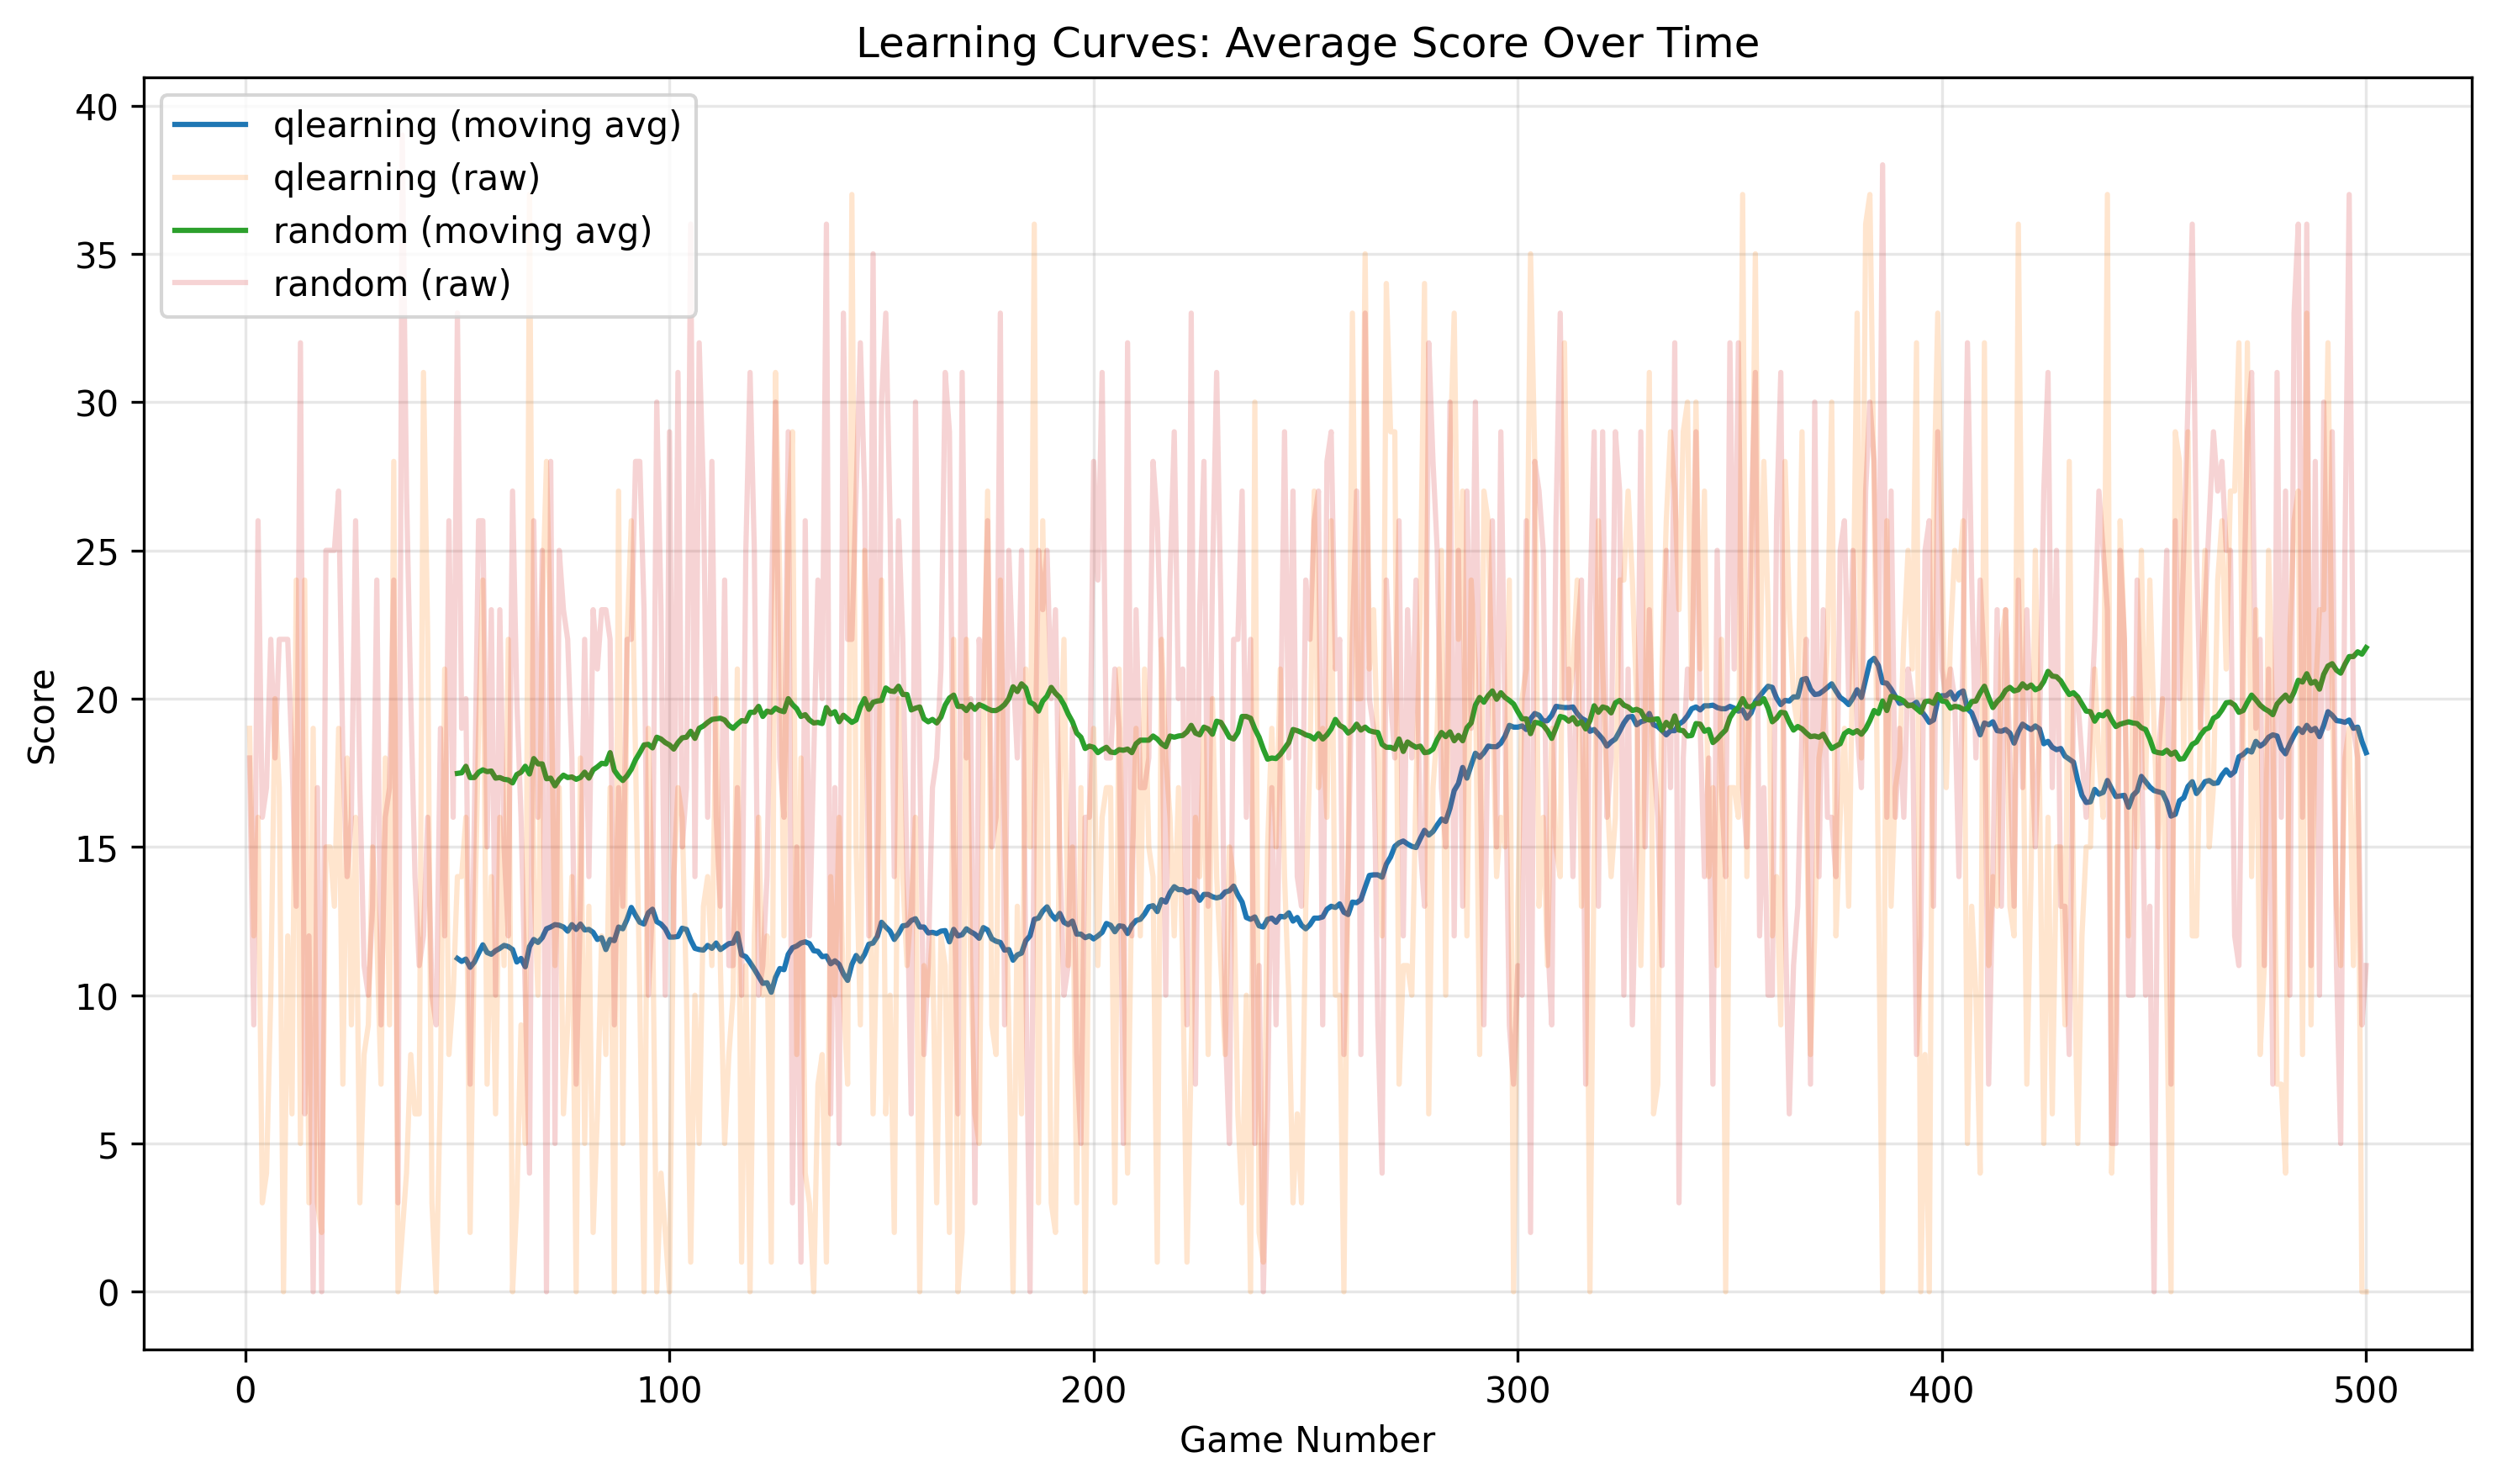 Learning Curves: Average Score Over Time
40
35
30
25
20
15
10
5
0
Score
qlearning (moving avg)
qlearning (raw)
random (moving avg)
random (raw)
0 100 200 300 400 500
Game Number